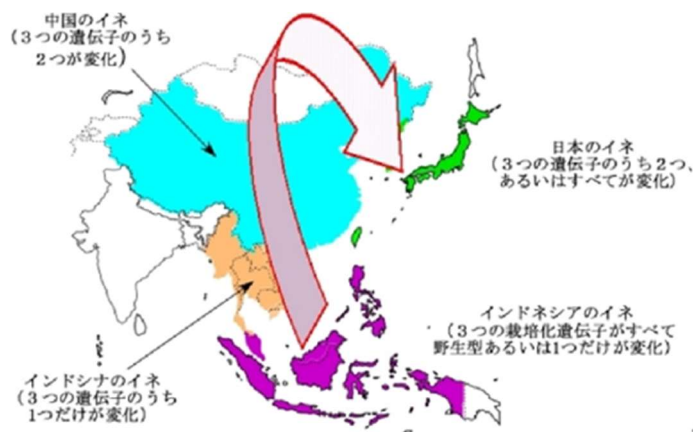 中国のイネ
(3つの遺伝子のうち
2つが変化)
日本のイネ
(3つの遺伝子のうち2つ、
あるいはすべてが変化)
インドネシアのイネ
(3つの栽培化遺伝子がすべて
野生型あるいは1つだけが変化)
インドシナのイネ
(3つの遺伝子のうち
1つだけが変化)